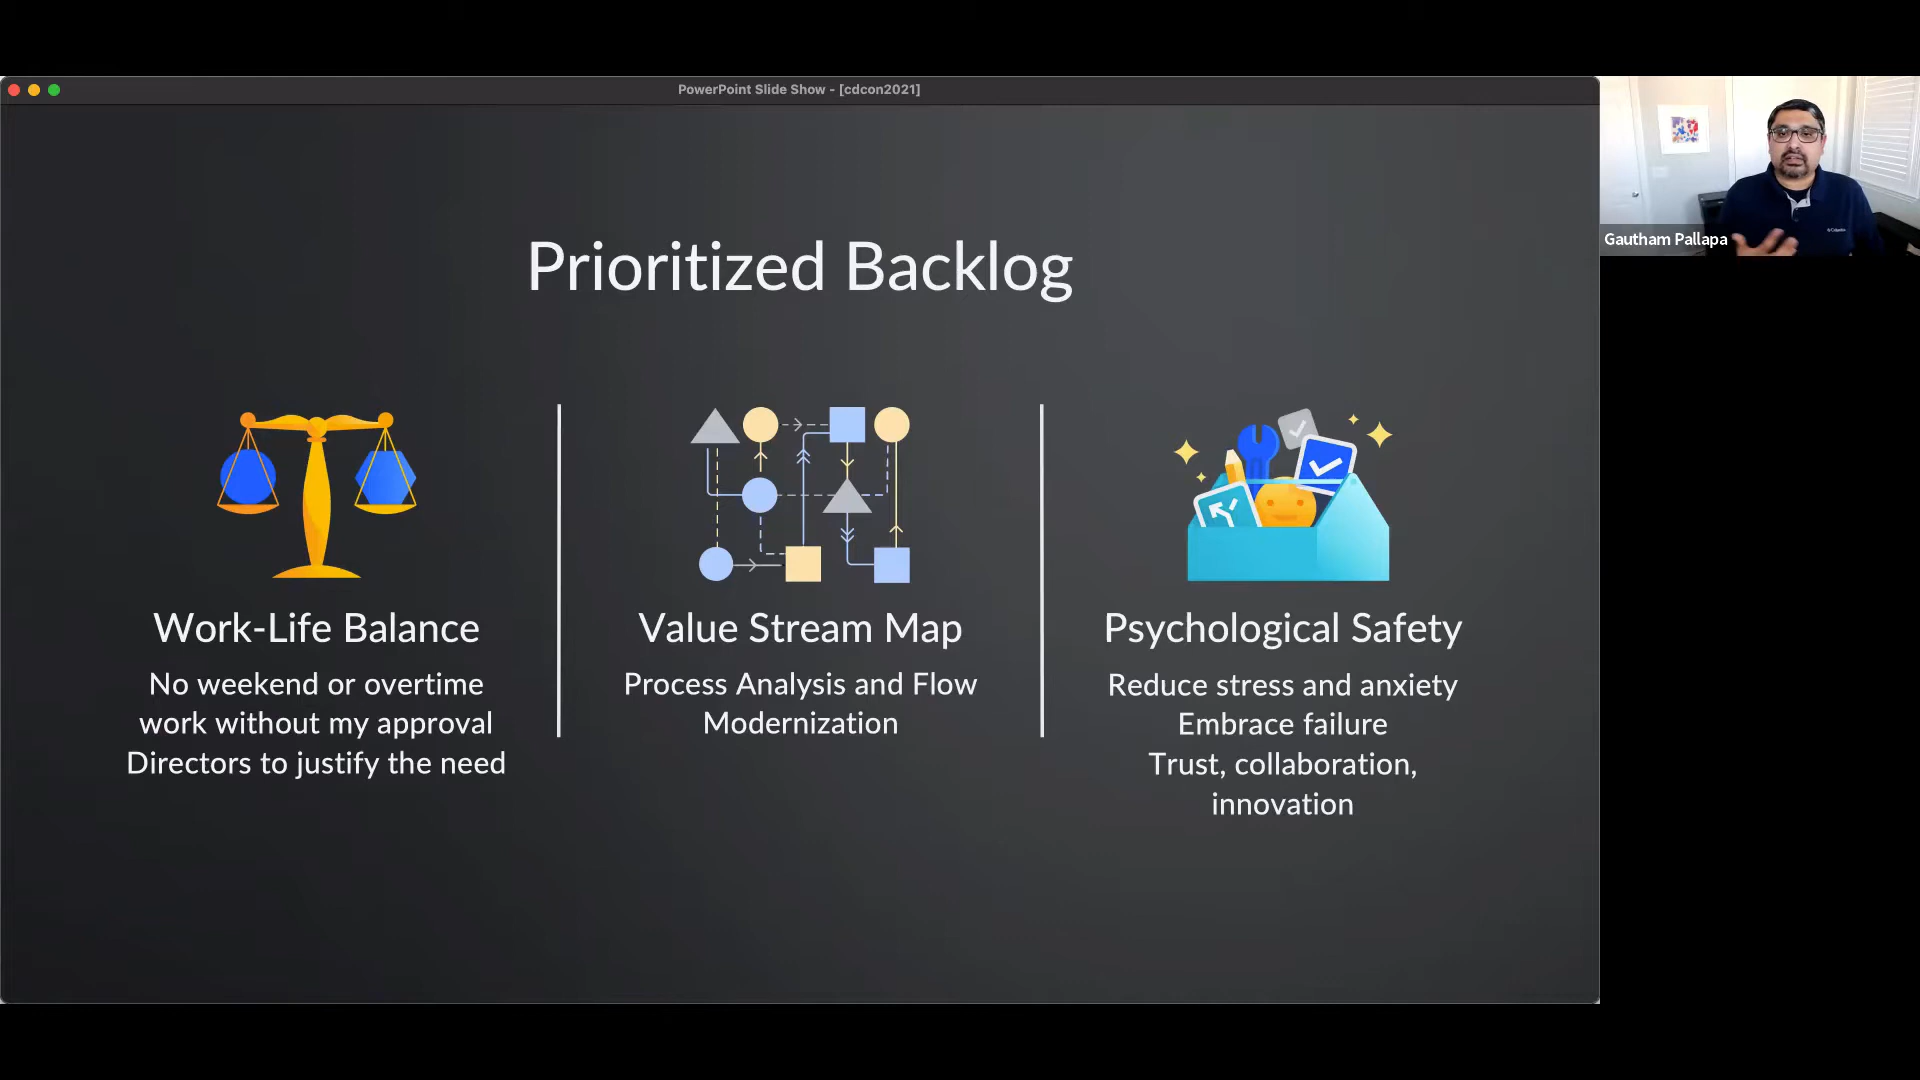 PowerPoint Slide Show - [cdcon2021]
Prioritized Backlog
Work-Life Balance
No weekend or overtime
work without my approval
Directors to justify the need
Value Stream Map
Process Analysis and Flow
Modernization
Psychological Safety
Reduce stress and anxiety
Embrace failure
Trust, collaboration,
innovation
Gautham Pallapa